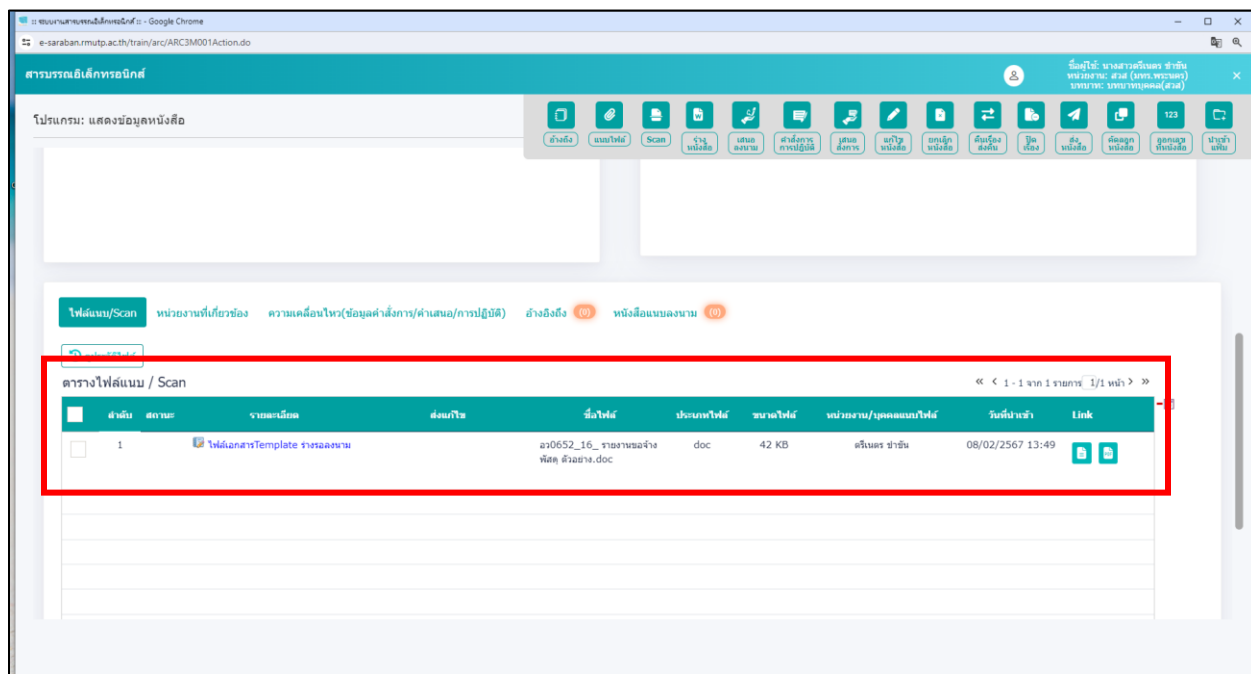 :: ระบบงานสารบรรณอิเล็กทรอนิกส์ :: - Google Chrome
e-saraban.rmutp.ac.th/train/arc/ARC3M001Action.do
สารบรรณอิเล็กทรอนิกส์
ชื่อผู้ใช้: นางสาวตรีเนตร ช่ำชัน
หน่วยงาน: สวส (มทร.พระนคร)
บทบาท: บทบาทบุคคล(สวส)
โปรแกรม: แสดงข้อมูลหนังสือ
อ้างถึง แนบไฟล์ Scan ร่างหนังสือ เสนอลงนาม คำสั่งการการปฏิบัติ เสนอสั่งการ แก้ไขหนังสือ ยกเลิกหนังสือ คืนเรื่องส่งคืน ปิดเรื่อง ส่งหนังสือ คัดลอกหนังสือ 123 ออกเลขที่หนังสือ นำเข้าแฟ้ม
ไฟล์แนบ/Scan หน่วยงานที่เกี่ยวข้อง ความเคลื่อนไหว(ข้อมูลคำสั่งการ/คำเสนอ/การปฏิบัติ) อ้างอิงถึง (0) หนังสือแนบลงนาม (0)
ตารางไฟล์แนบ / Scan
« < 1 - 1 จาก 1 รายการ 1/1 หน้า > »
ลำดับ สถานะ รายละเอียด ส่งแก้ไข ชื่อไฟล์ ประเภทไฟล์ ขนาดไฟล์ หน่วยงาน/บุคคลแนบไฟล์ วันที่นำเข้า Link
1 ไฟล์เอกสารTemplate ร่างรอลงนาม อว0652_16_ รายงานขอจ้าง doc 42 KB ตรีเนตร ช่ำชัน 08/02/2567 13:49
พัสดุ ตัวอย่าง.doc